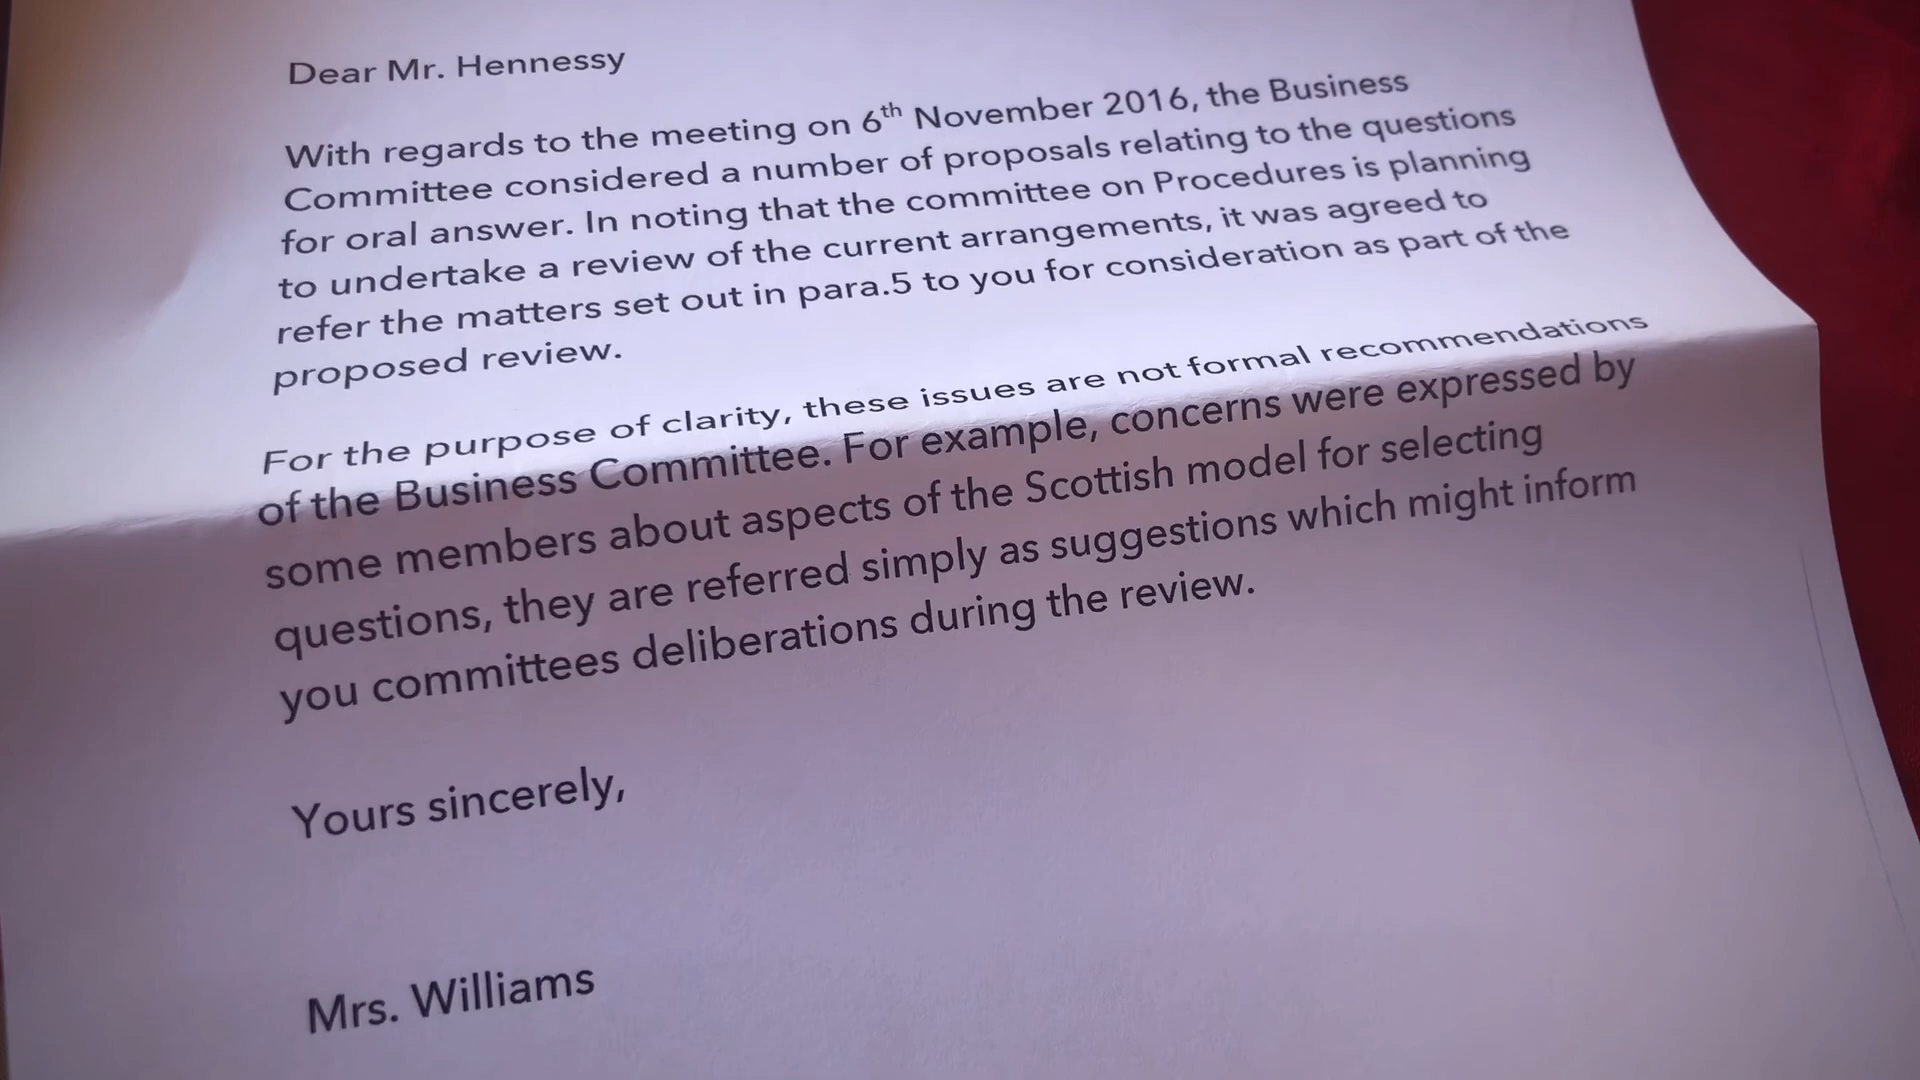 Dear Mr. Hennessy
With regards to the meeting on 6th November 2016, the Business
Committee considered a number of proposals relating to the questions
for oral answer. In noting that the committee on Procedures is planning
to undertake a review of the current arrangements, it was agreed to
refer the matters set out in para.5 to you for consideration as part of the
proposed review.
For the purpose of clarity, these issues are not formal recommendations
of the Business Committee. For example, concerns were expressed by
some members about aspects of the Scottish model for selecting
questions, they are referred simply as suggestions which might inform
you committees deliberations during the review.
Yours sincerely,
Mrs. Williams